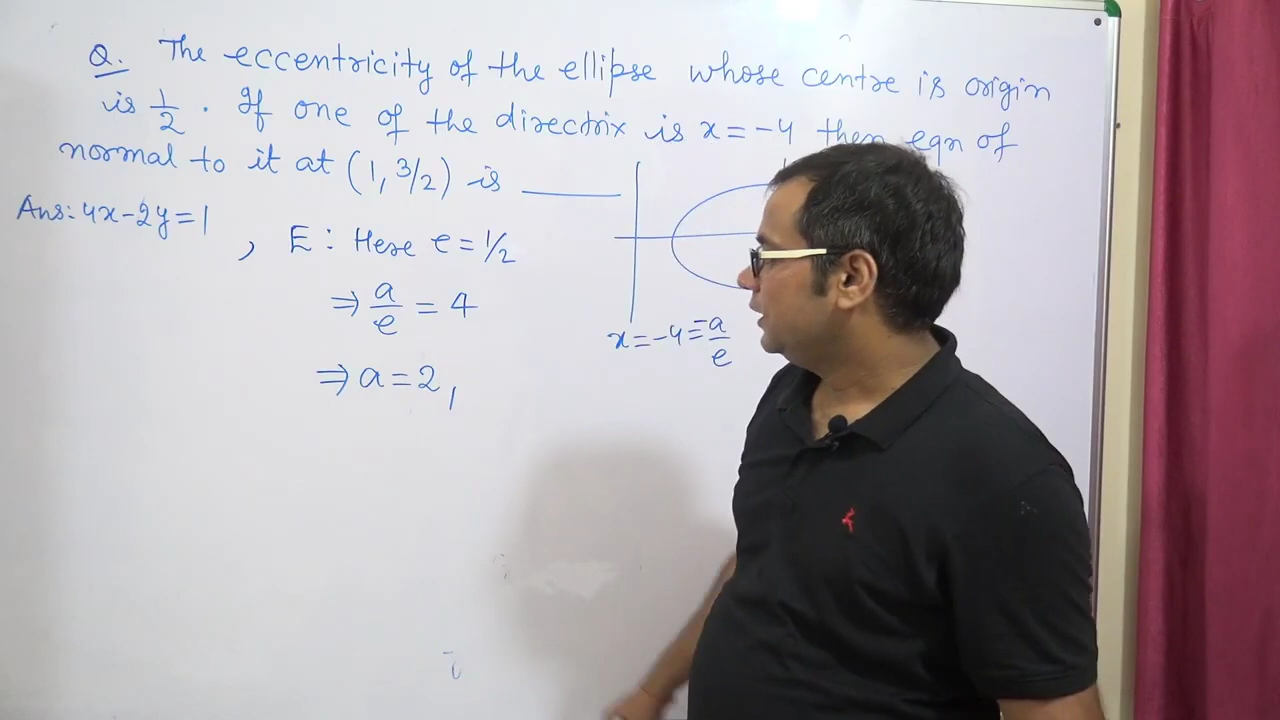 Q. The eccentricity of the ellipse whose centre is origin
is 1/2 . If one of the directrix is x = -4 then eqn of
normal to it at (1, 3/2) is ______
Ans: 4x-2y=1
, E : Here e = 1/2
⇒ a/e = 4
⇒ a = 2,
x = -4 = -a/e